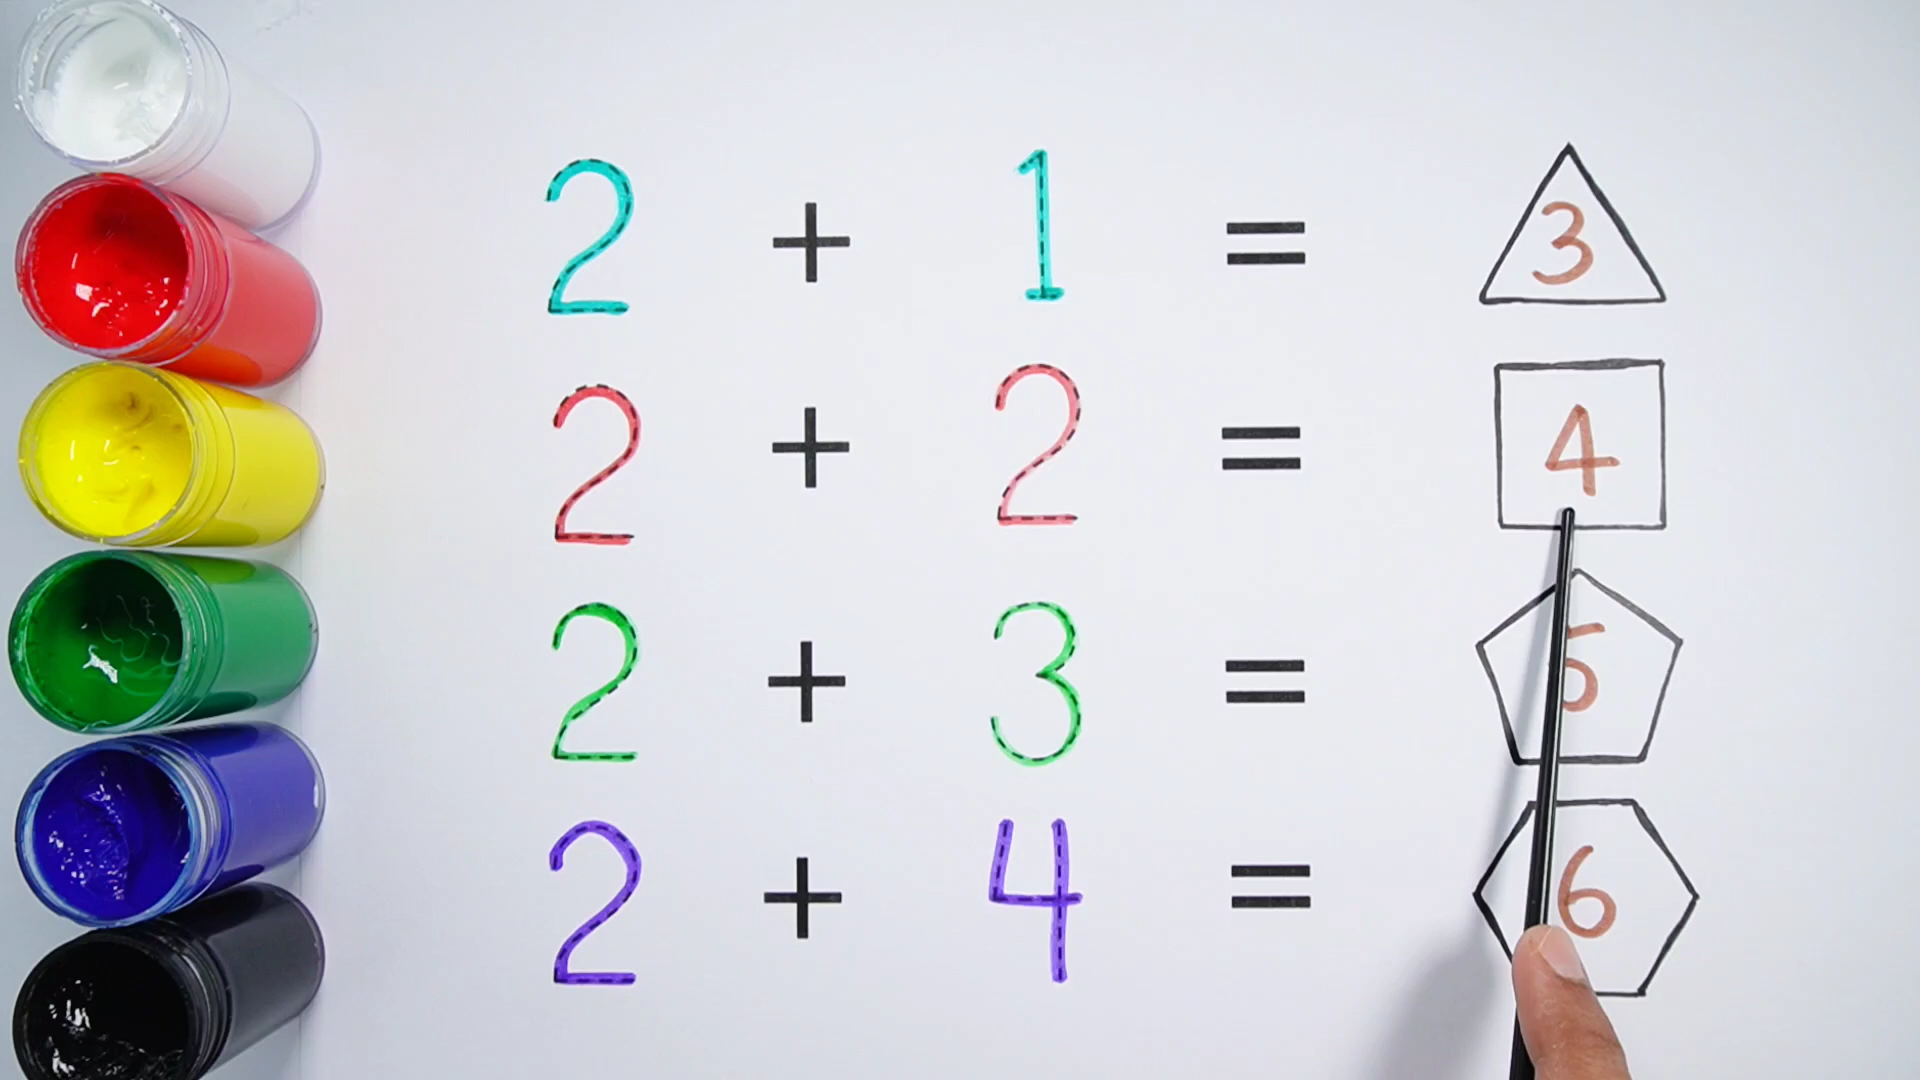 2 + 1 = 3
2 + 2 = 4
2 + 3 = 5
2 + 4 = 6